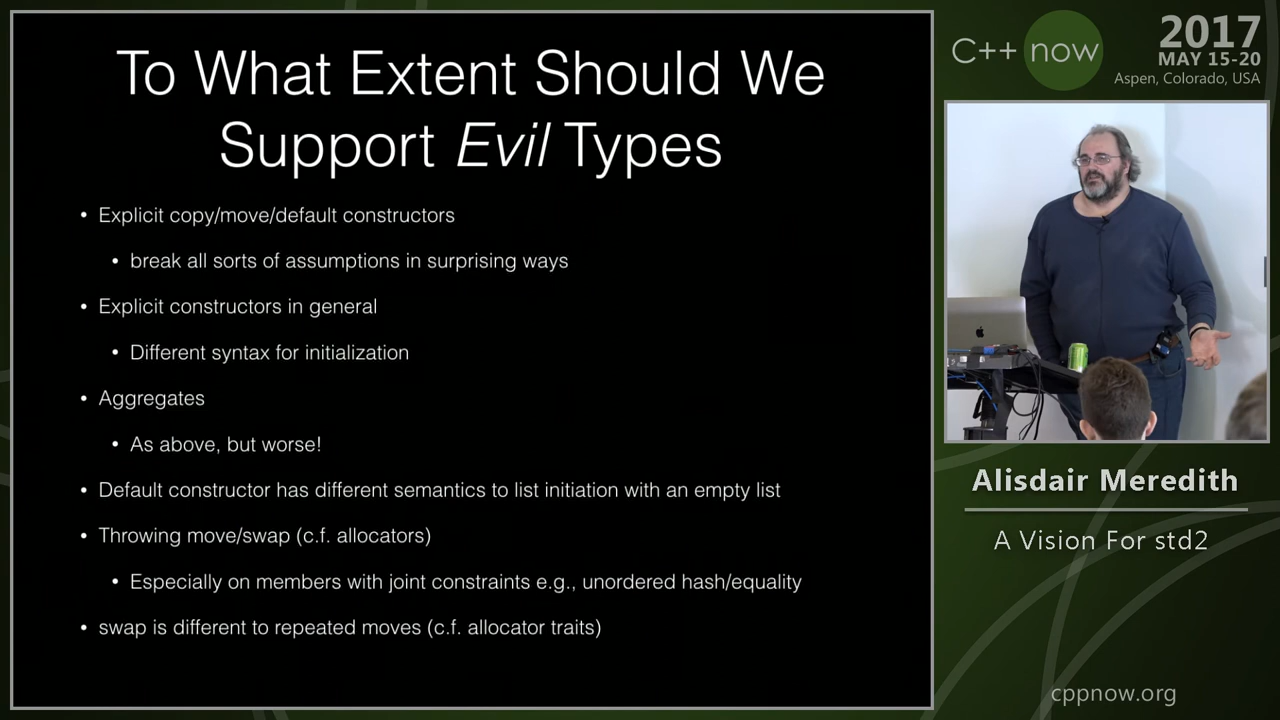 To What Extent Should We
Support Evil Types
• Explicit copy/move/default constructors
• break all sorts of assumptions in surprising ways
• Explicit constructors in general
• Different syntax for initialization
• Aggregates
• As above, but worse!
• Default constructor has different semantics to list initiation with an empty list
• Throwing move/swap (c.f. allocators)
• Especially on members with joint constraints e.g., unordered hash/equality
• swap is different to repeated moves (c.f. allocator traits)
C++ now
2017
MAY 15-20
Aspen, Colorado, USA
Alisdair Meredith
A Vision For std2
cppnow.org